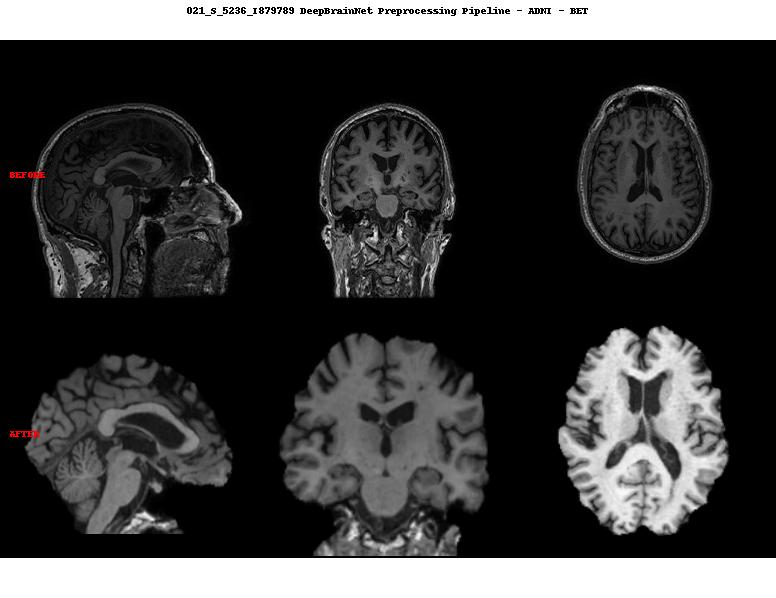 021_S_5236_I879789 DeepBrainNet Preprocessing Pipeline - ADNI - BET
BEFORE
AFTER